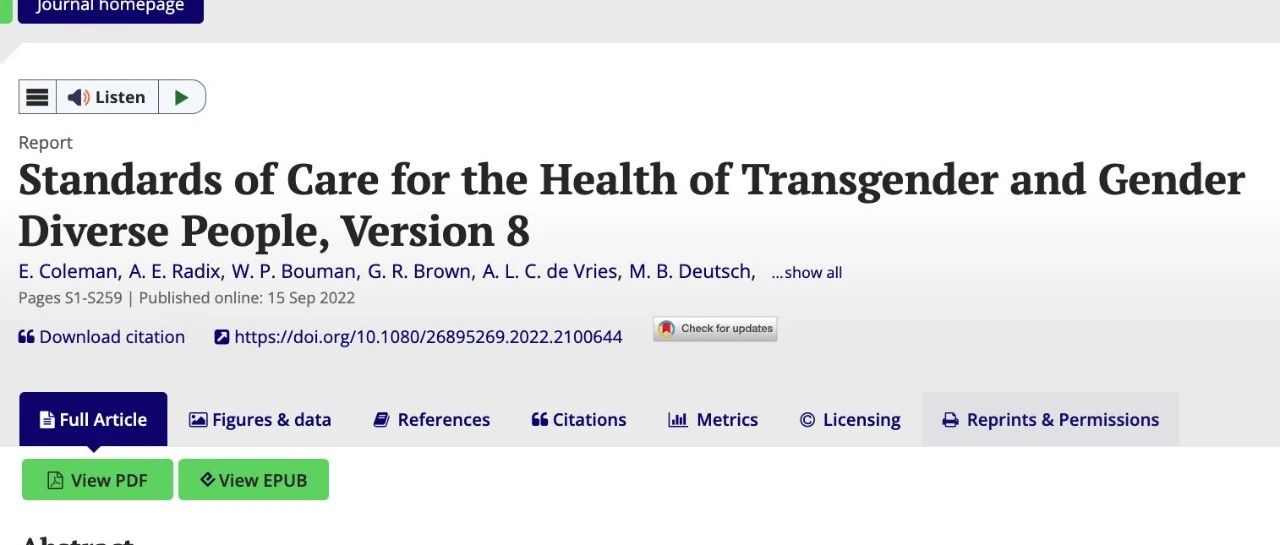 Journal homepage
Listen
Report
Standards of Care for the Health of Transgender and Gender
Diverse People, Version 8
E. Coleman, A. E. Radix, W. P. Bouman, G. R. Brown, A. L. C. de Vries, M. B. Deutsch, ...show all
Pages S1-S259 | Published online: 15 Sep 2022
Download citation https://doi.org/10.1080/26895269.2022.2100644 Check for updates
Full Article Figures & data References Citations Metrics Licensing Reprints & Permissions
View PDF View EPUB
Abstract